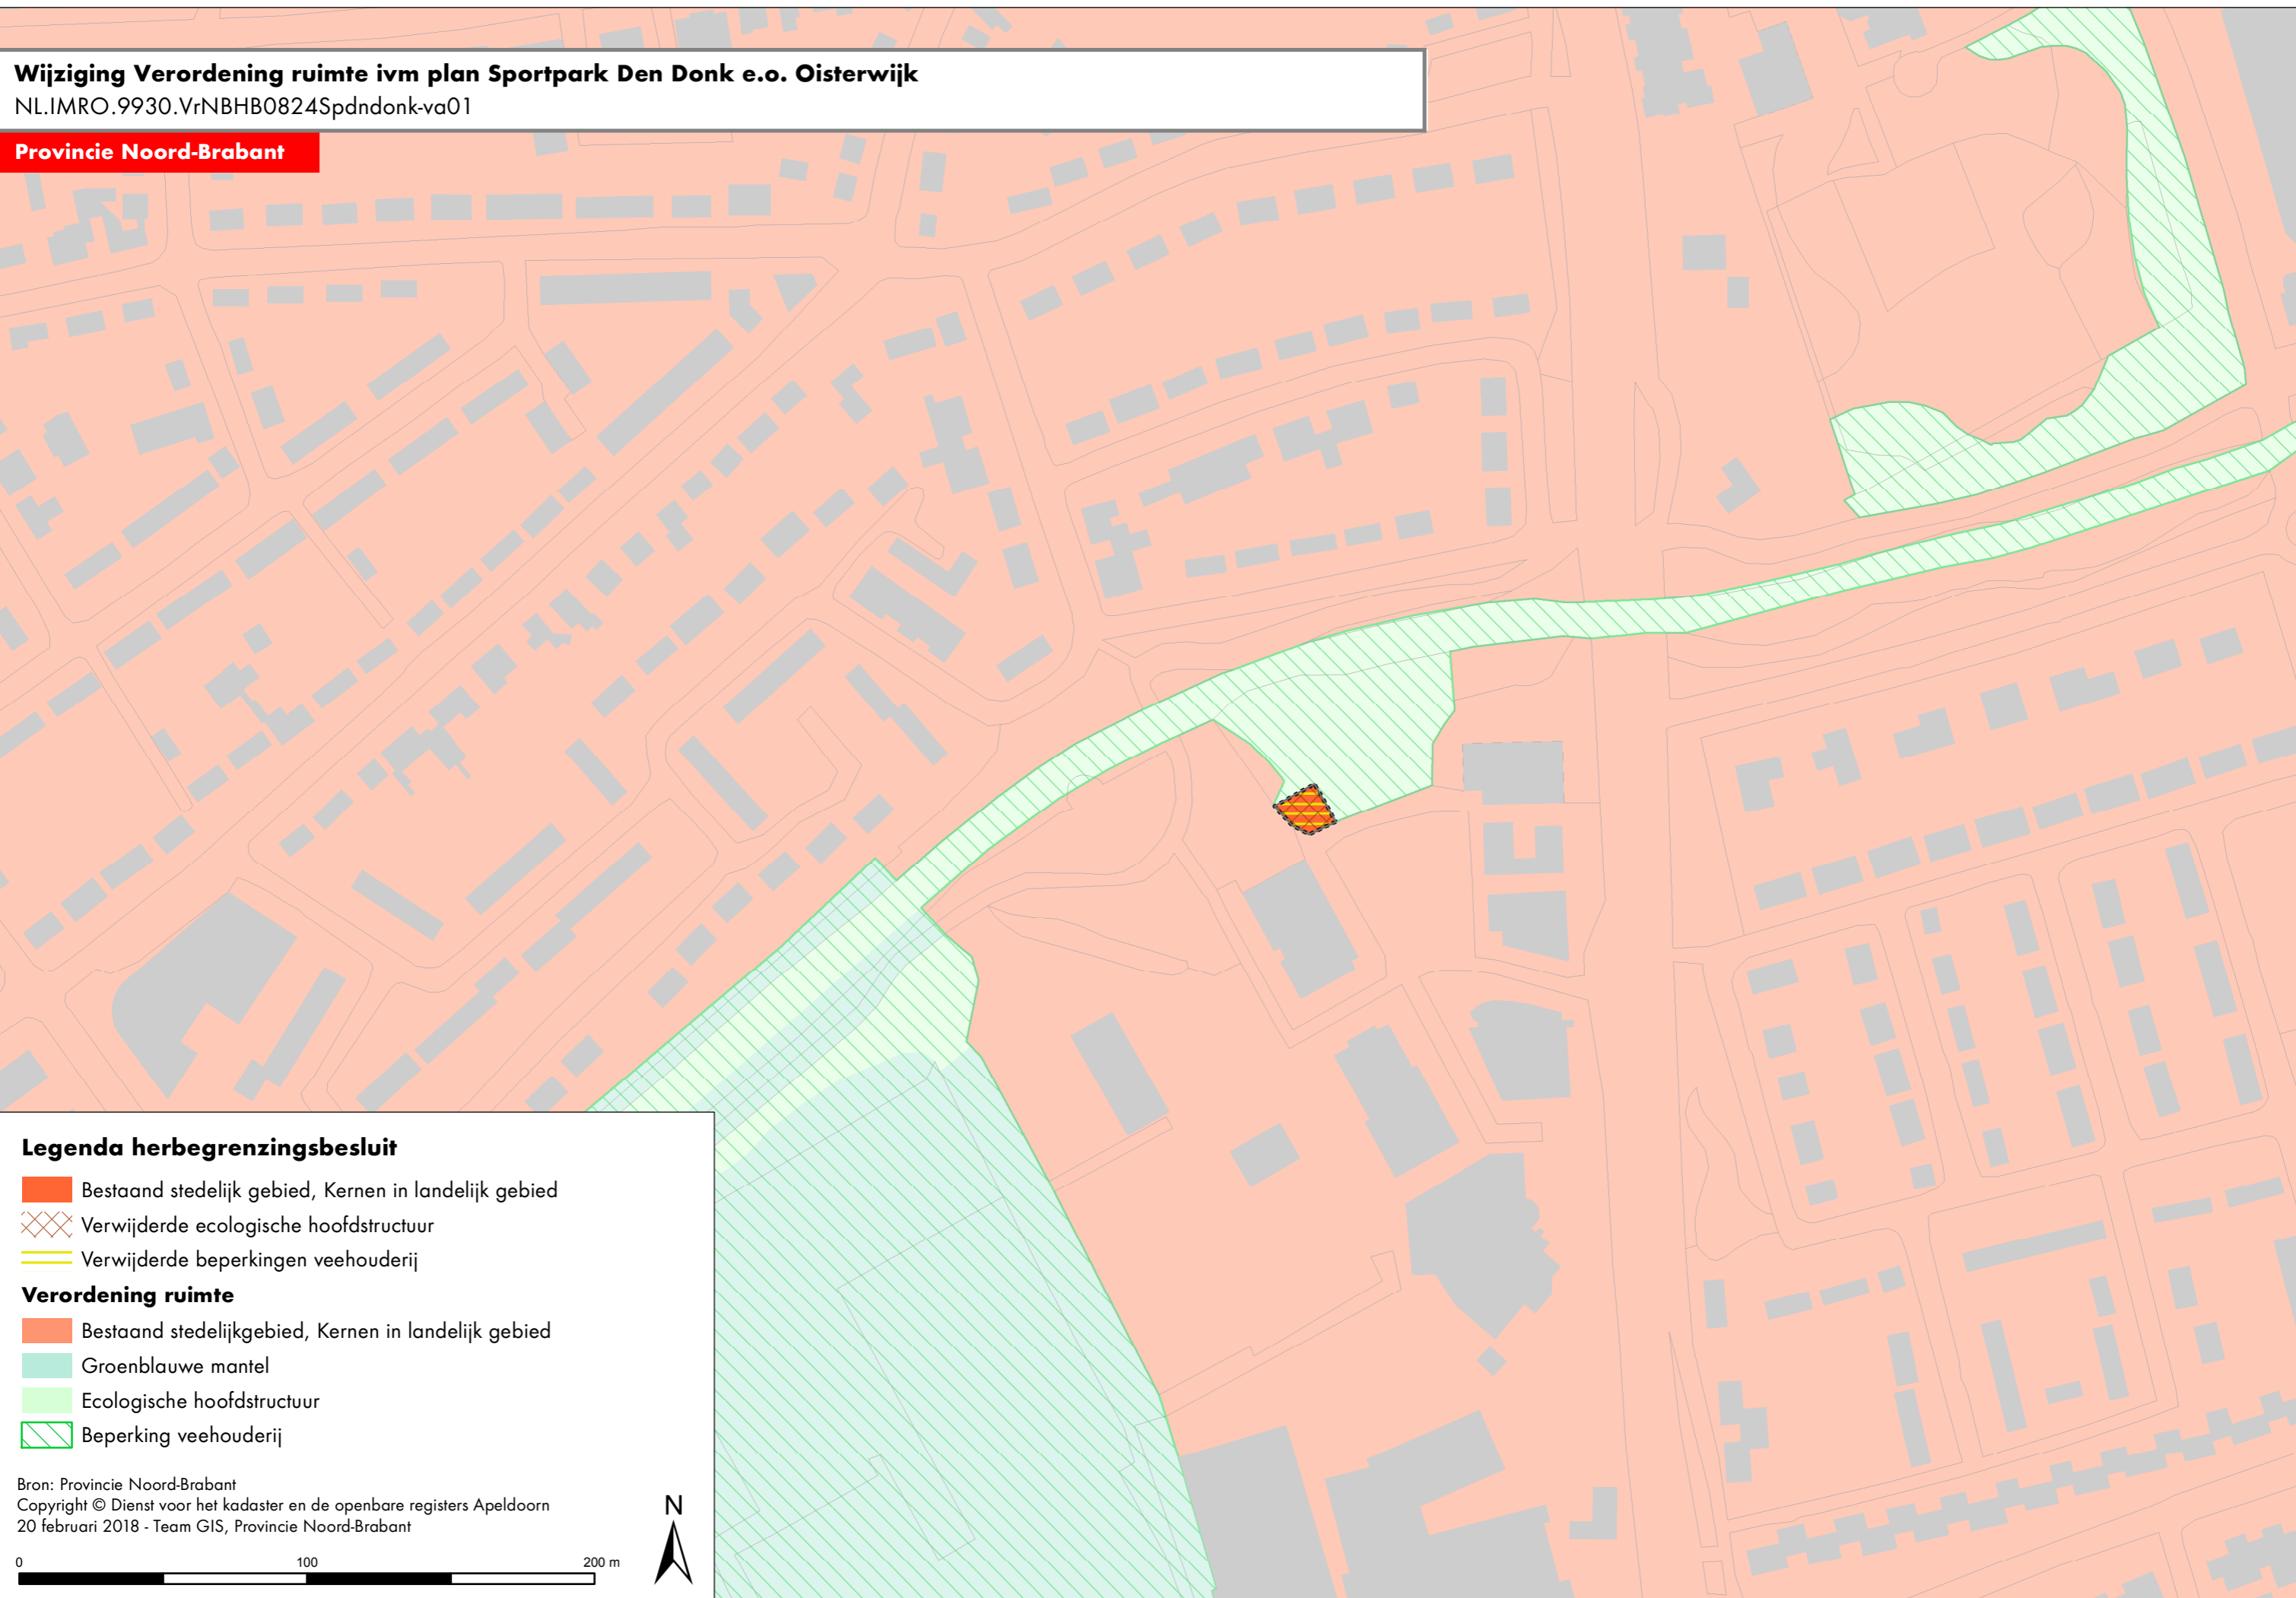 Wijziging Verordening ruimte ivm plan Sportpark Den Donk e.o. Oisterwijk
NL.IMRO.9930.VrNBHB0824Spdndonk-va01
Provincie Noord-Brabant
Legenda herbegrenzingsbesluit
Bestaand stedelijk gebied, Kernen in landelijk gebied
Verwijderde ecologische hoofdstructuur
Verwijderde beperkingen veehouderij
Verordening ruimte
Bestaand stedelijkgebied, Kernen in landelijk gebied
Groenblauwe mantel
Ecologische hoofdstructuur
Beperking veehouderij
Bron: Provincie Noord-Brabant
Copyright © Dienst voor het kadaster en de openbare registers Apeldoorn
20 februari 2018 - Team GIS, Provincie Noord-Brabant
N
0 100 200 m